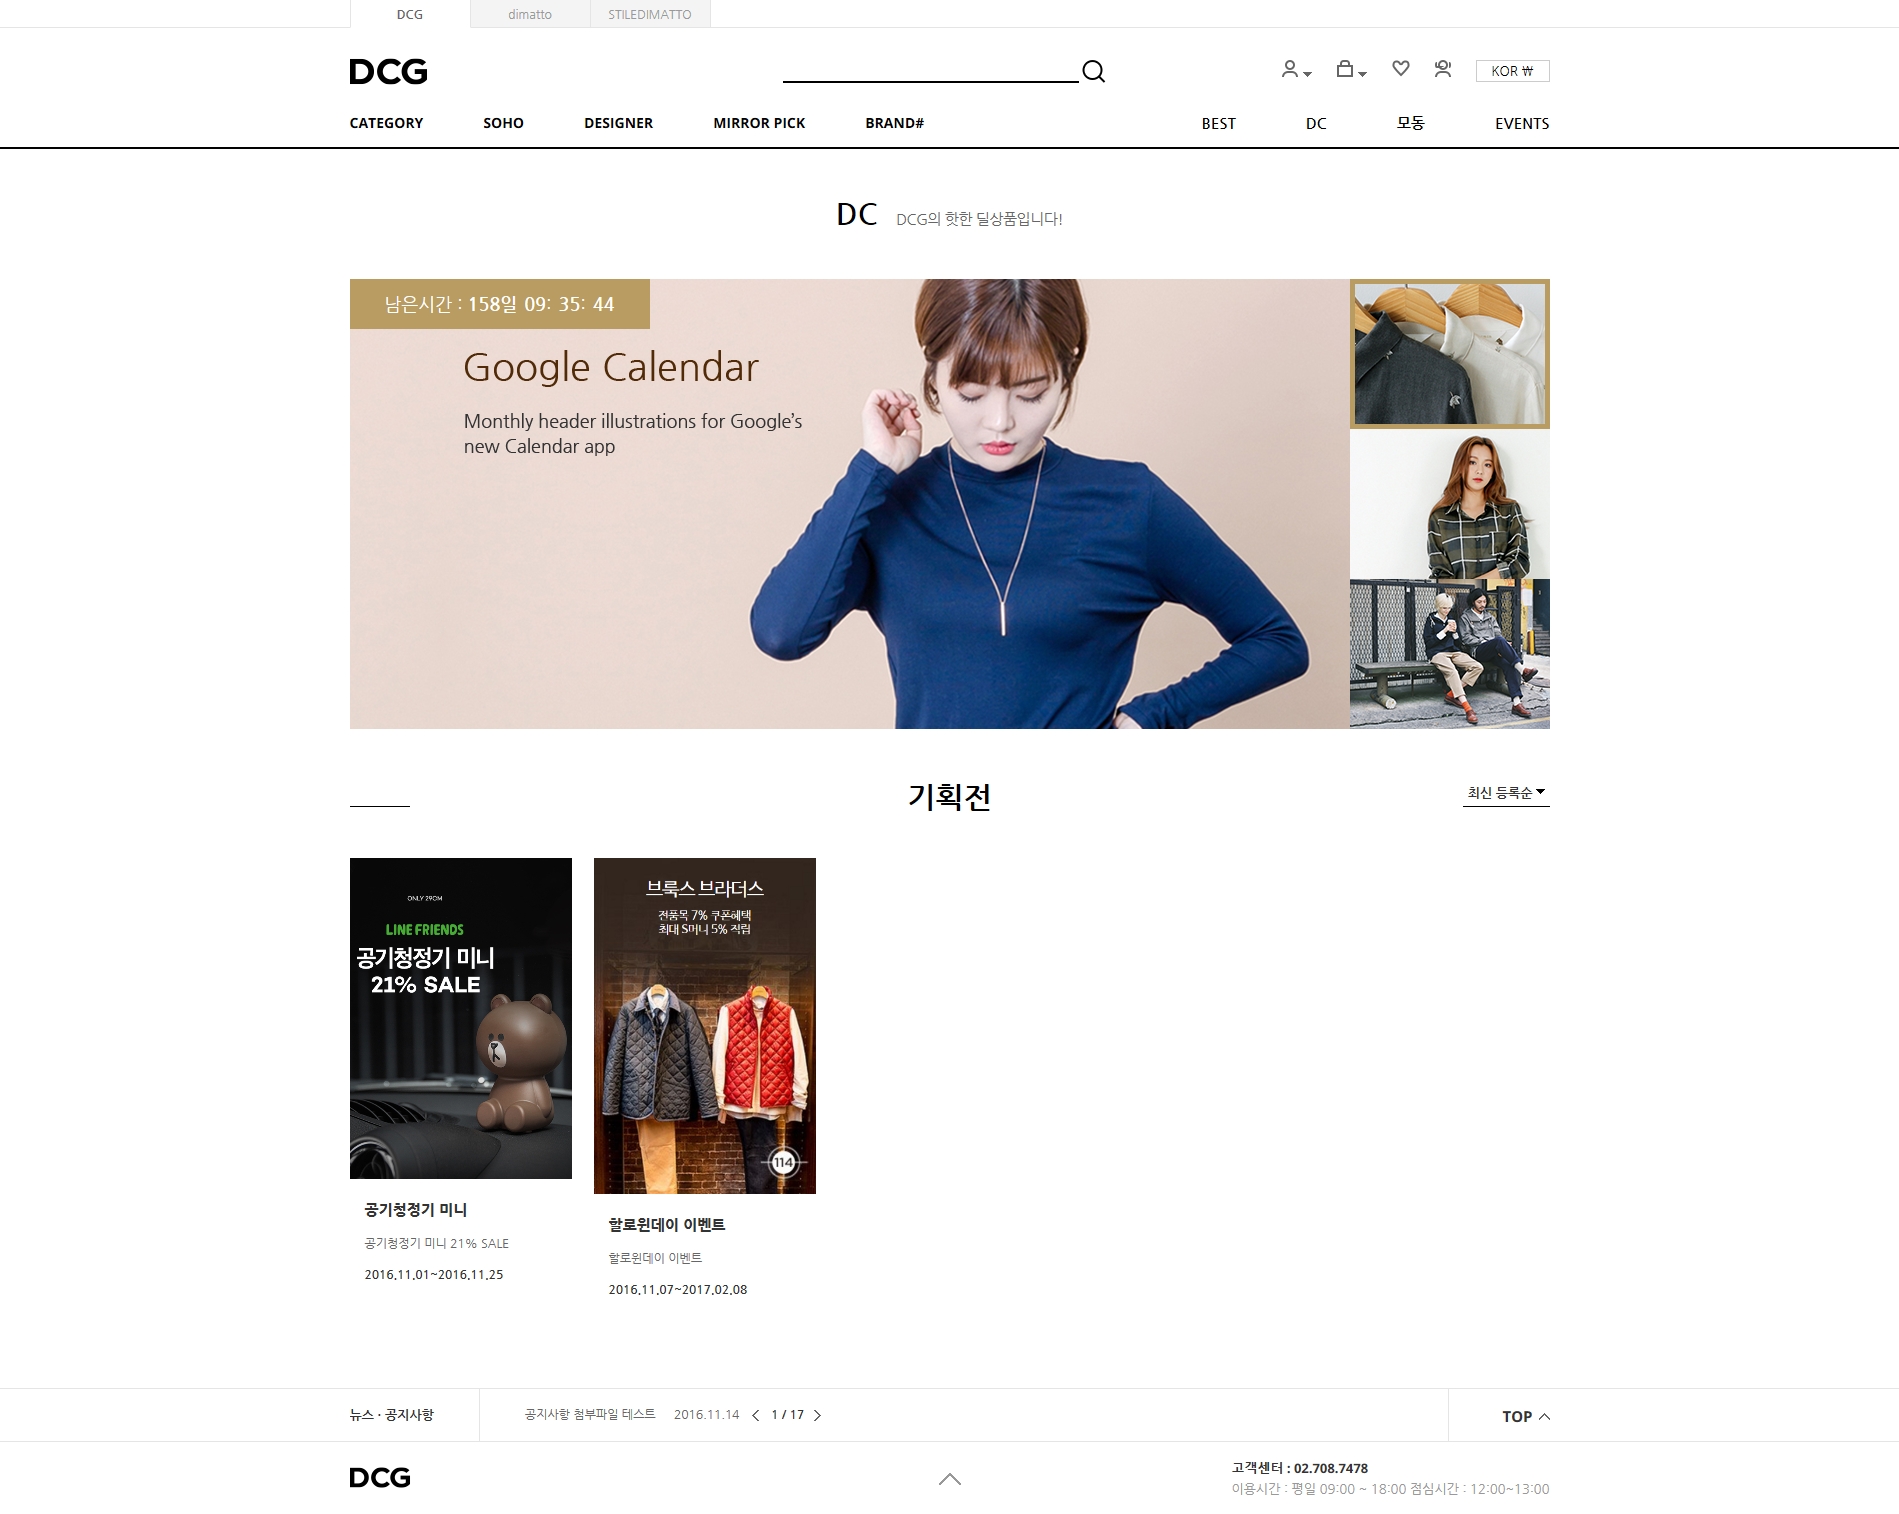 DCG
dimatto
STILEDIMATTO
DCG
KOR ₩
CATEGORY
SOHO
DESIGNER
MIRROR PICK
BRAND#
BEST
DC
모동
EVENTS
DC
DCG의 핫한 딜상품입니다!
남은시간 : 158일 09: 35: 44
Google Calendar
Monthly header illustrations for Google’s
new Calendar app
기획전
최신 등록순
ONLY 29CM
LINE FRIENDS
공기청정기 미니
21% SALE
브룩스 브라더스
전품목 7% 쿠폰혜택
최대 S머니 5% 적립
114
공기청정기 미니
공기청정기 미니 21% SALE
2016.11.01~2016.11.25
할로윈데이 이벤트
할로윈데이 이벤트
2016.11.07~2017.02.08
뉴스 · 공지사항
공지사항 첨부파일 테스트
2016.11.14
1 / 17
TOP
DCG
고객센터 : 02.708.7478
이용시간 : 평일 09:00 ~ 18:00 점심시간 : 12:00~13:00